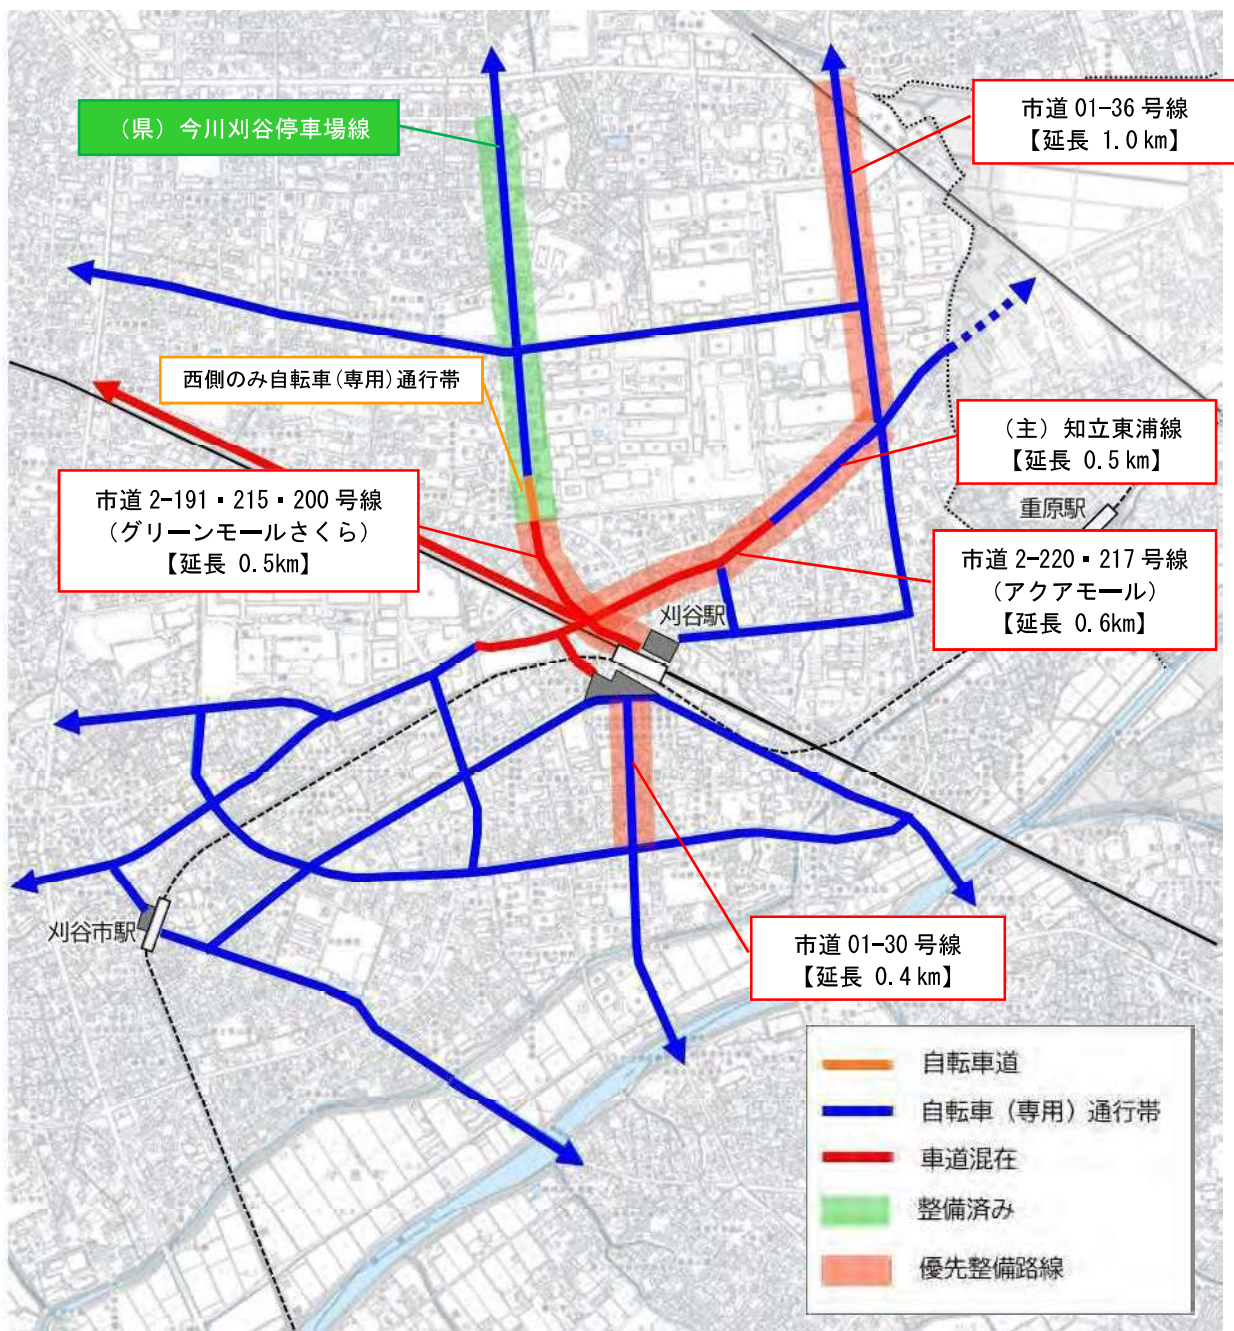 （県）今川刈谷停車場線
市道 01-36 号線
【延長 1.0 km】
西側のみ自転車(専用)通行帯
（主）知立東浦線
【延長 0.5 km】
市道 2-191・215・200 号線
（グリーンモールさくら）
【延長 0.5km】
重原駅
市道 2-220・217 号線
（アクアモール）
【延長 0.6km】
刈谷駅
刈谷市駅
市道 01-30 号線
【延長 0.4 km】
自転車道
自転車（専用）通行帯
車道混在
整備済み
優先整備路線